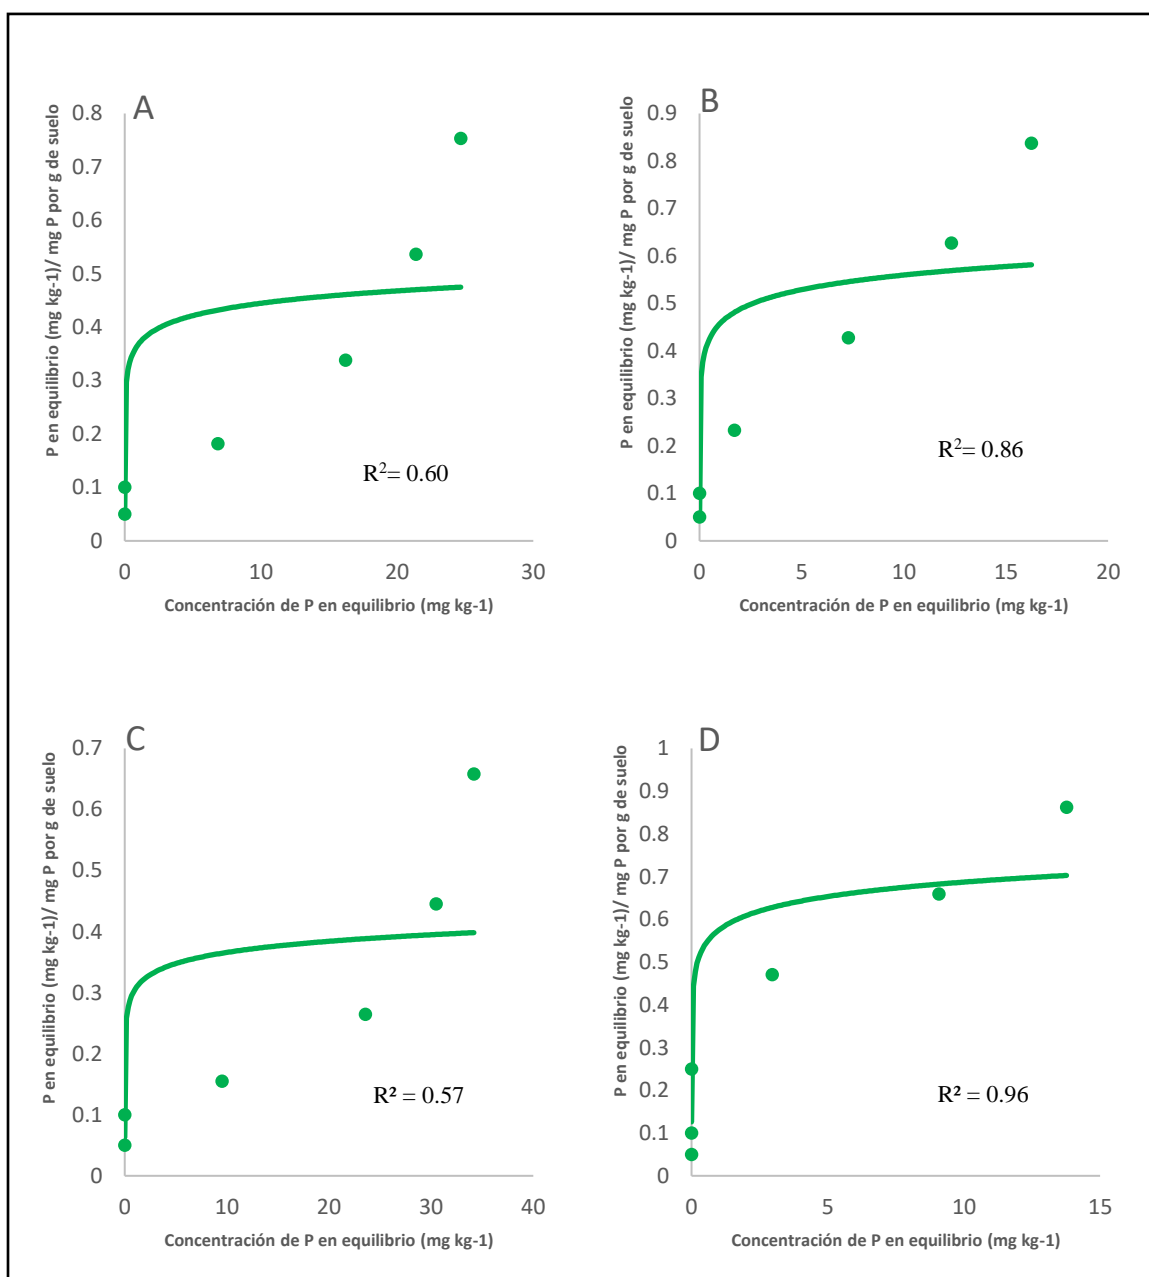 A
P en equilibrio (mg kg-1)/ mg P por g de suelo
0.8
0.7
0.6
0.5
0.4
0.3
0.2
0.1
0
R2= 0.60
0 10 20 30
Concentración de P en equilibrio (mg kg-1)
B
P en equilibrio (mg kg-1)/ mg P por g de suelo
0.9
0.8
0.7
0.6
0.5
0.4
0.3
0.2
0.1
0
R2= 0.86
0 5 10 15 20
Concentración de P en equilibrio (mg kg-1)
C
P en equilibrio (mg kg-1)/ mg P por g de suelo
0.7
0.6
0.5
0.4
0.3
0.2
0.1
0
R² = 0.57
0 10 20 30 40
Concentración de P en equilibrio (mg kg-1)
D
P en equilibrio (mg kg-1)/ mg P por g de suelo
1
0.9
0.8
0.7
0.6
0.5
0.4
0.3
0.2
0.1
0
R² = 0.96
0 5 10 15
Concentración de P en equilibrio (mg kg-1)